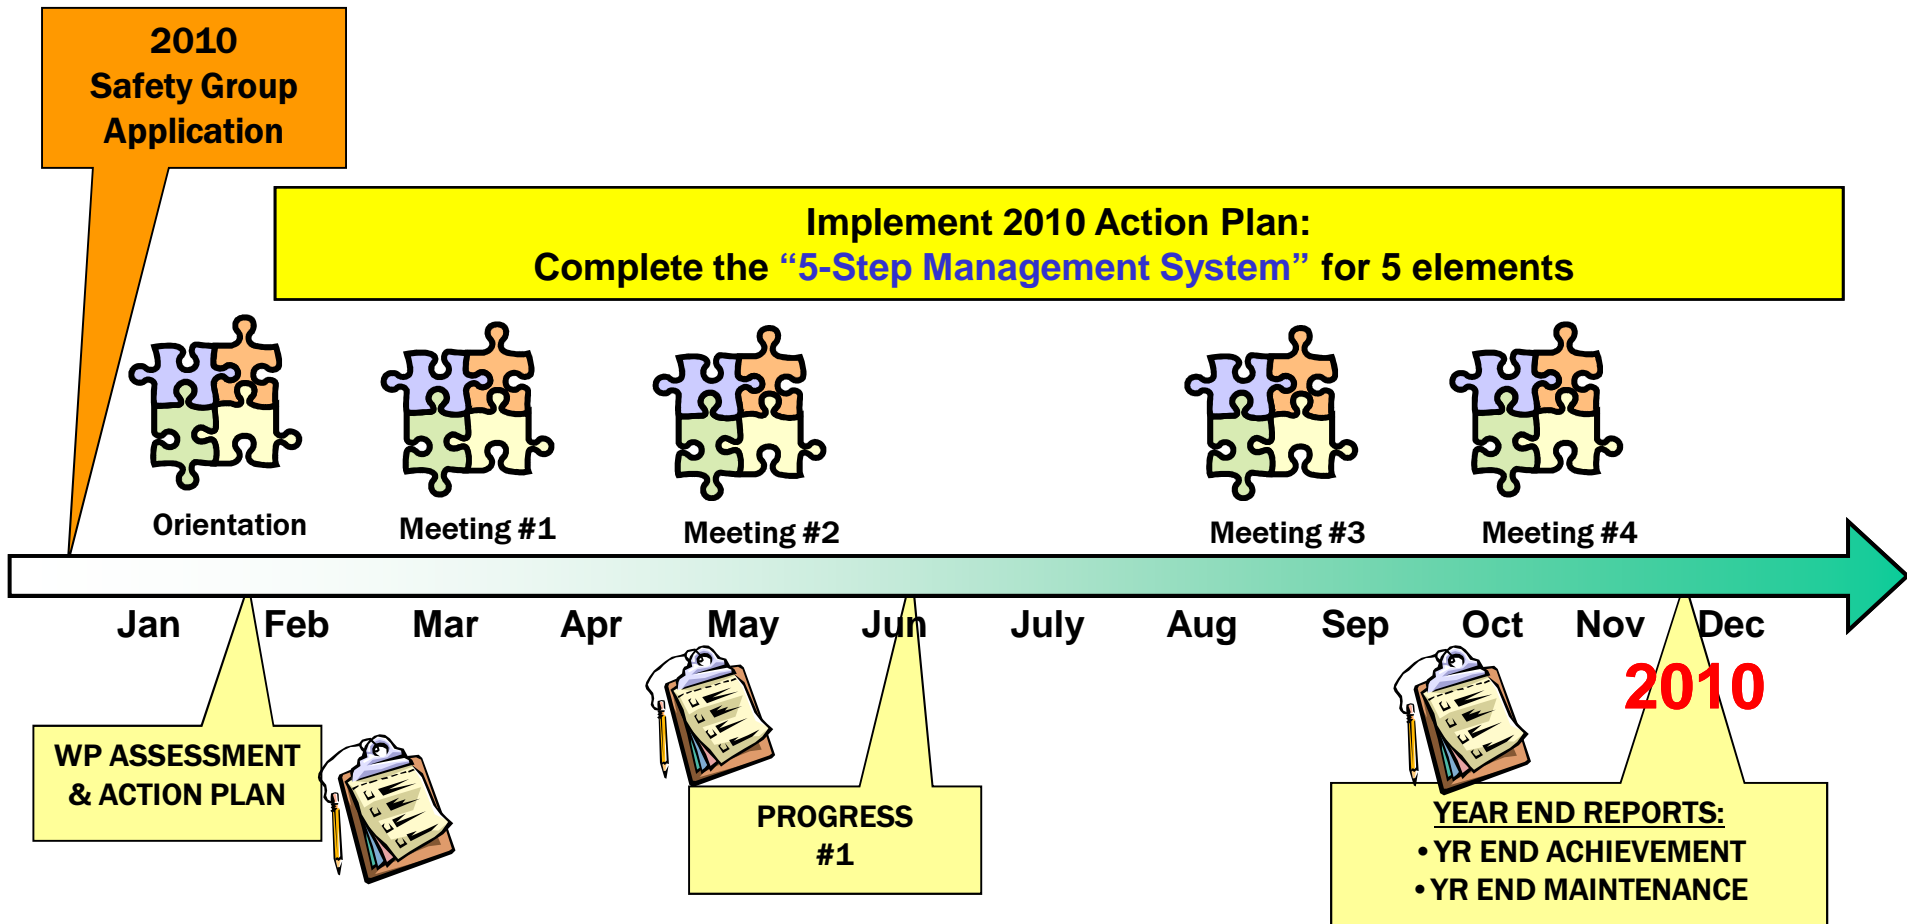 2010
Safety Group
Application
Implement 2010 Action Plan:
Complete the “5-Step Management System” for 5 elements
Orientation
Meeting #1
Meeting #2
Meeting #3
Meeting #4
Jan Feb Mar Apr May Jun July Aug Sep Oct Nov Dec
2010
WP ASSESSMENT
& ACTION PLAN
PROGRESS
#1
YEAR END REPORTS:
• YR END ACHIEVEMENT
• YR END MAINTENANCE